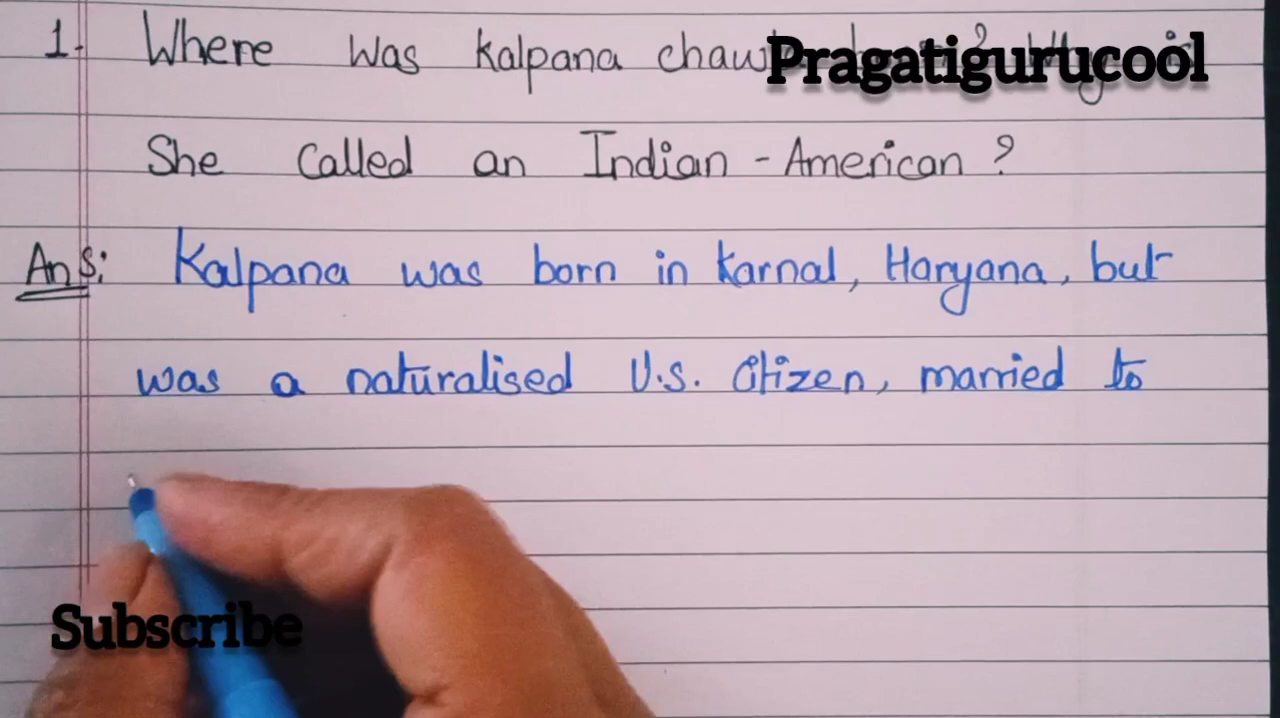 1. Where was Kalpana chawla
Pragatigurucool
She called an Indian - American ?
Ans: Kalpana was born in Karnal, Haryana, but
was a naturalised U.S. Citizen, married to
Subscribe